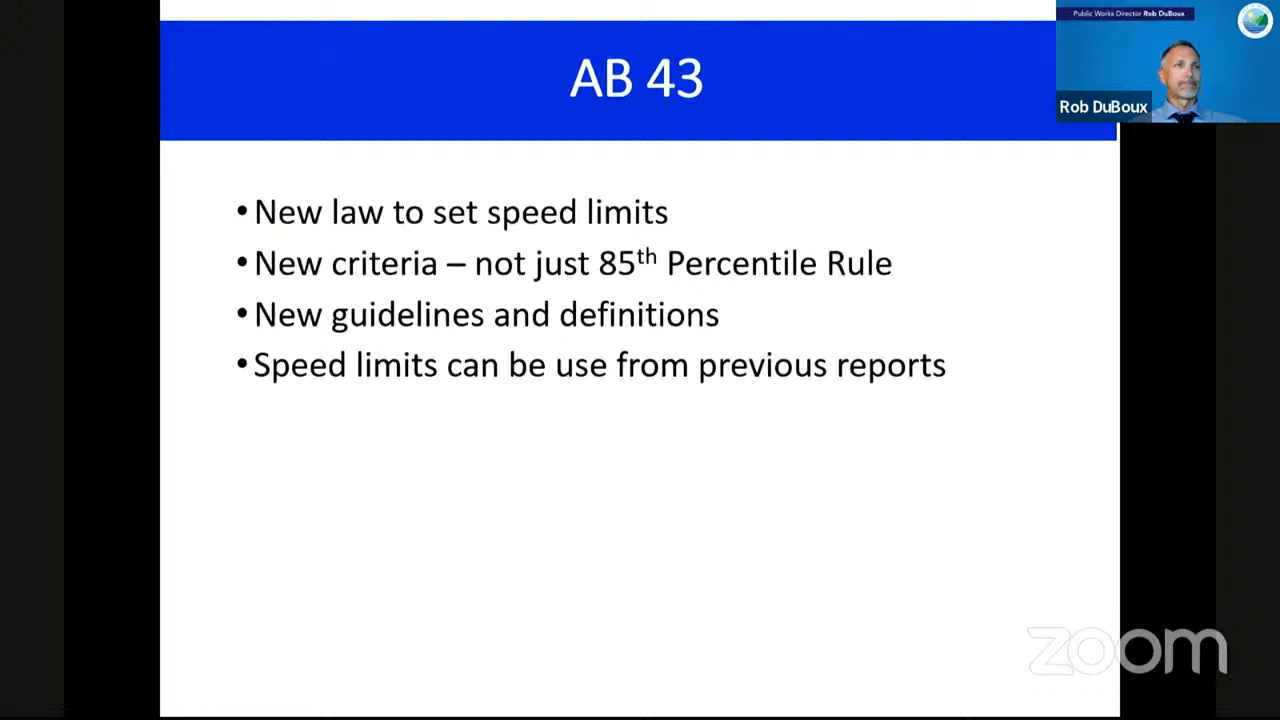 Public Works Director Rob DuBoux
Rob DuBoux
AB 43
• New law to set speed limits
• New criteria – not just 85th Percentile Rule
• New guidelines and definitions
• Speed limits can be use from previous reports
zoom